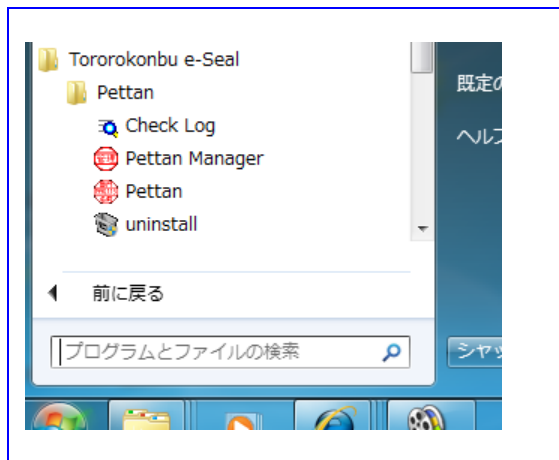 Tororokonbu e-Seal
既定の
Pettan
Check Log
ヘルプ
Pettan Manager
Pettan
uninstall
前に戻る
プログラムとファイルの検索
シャッ